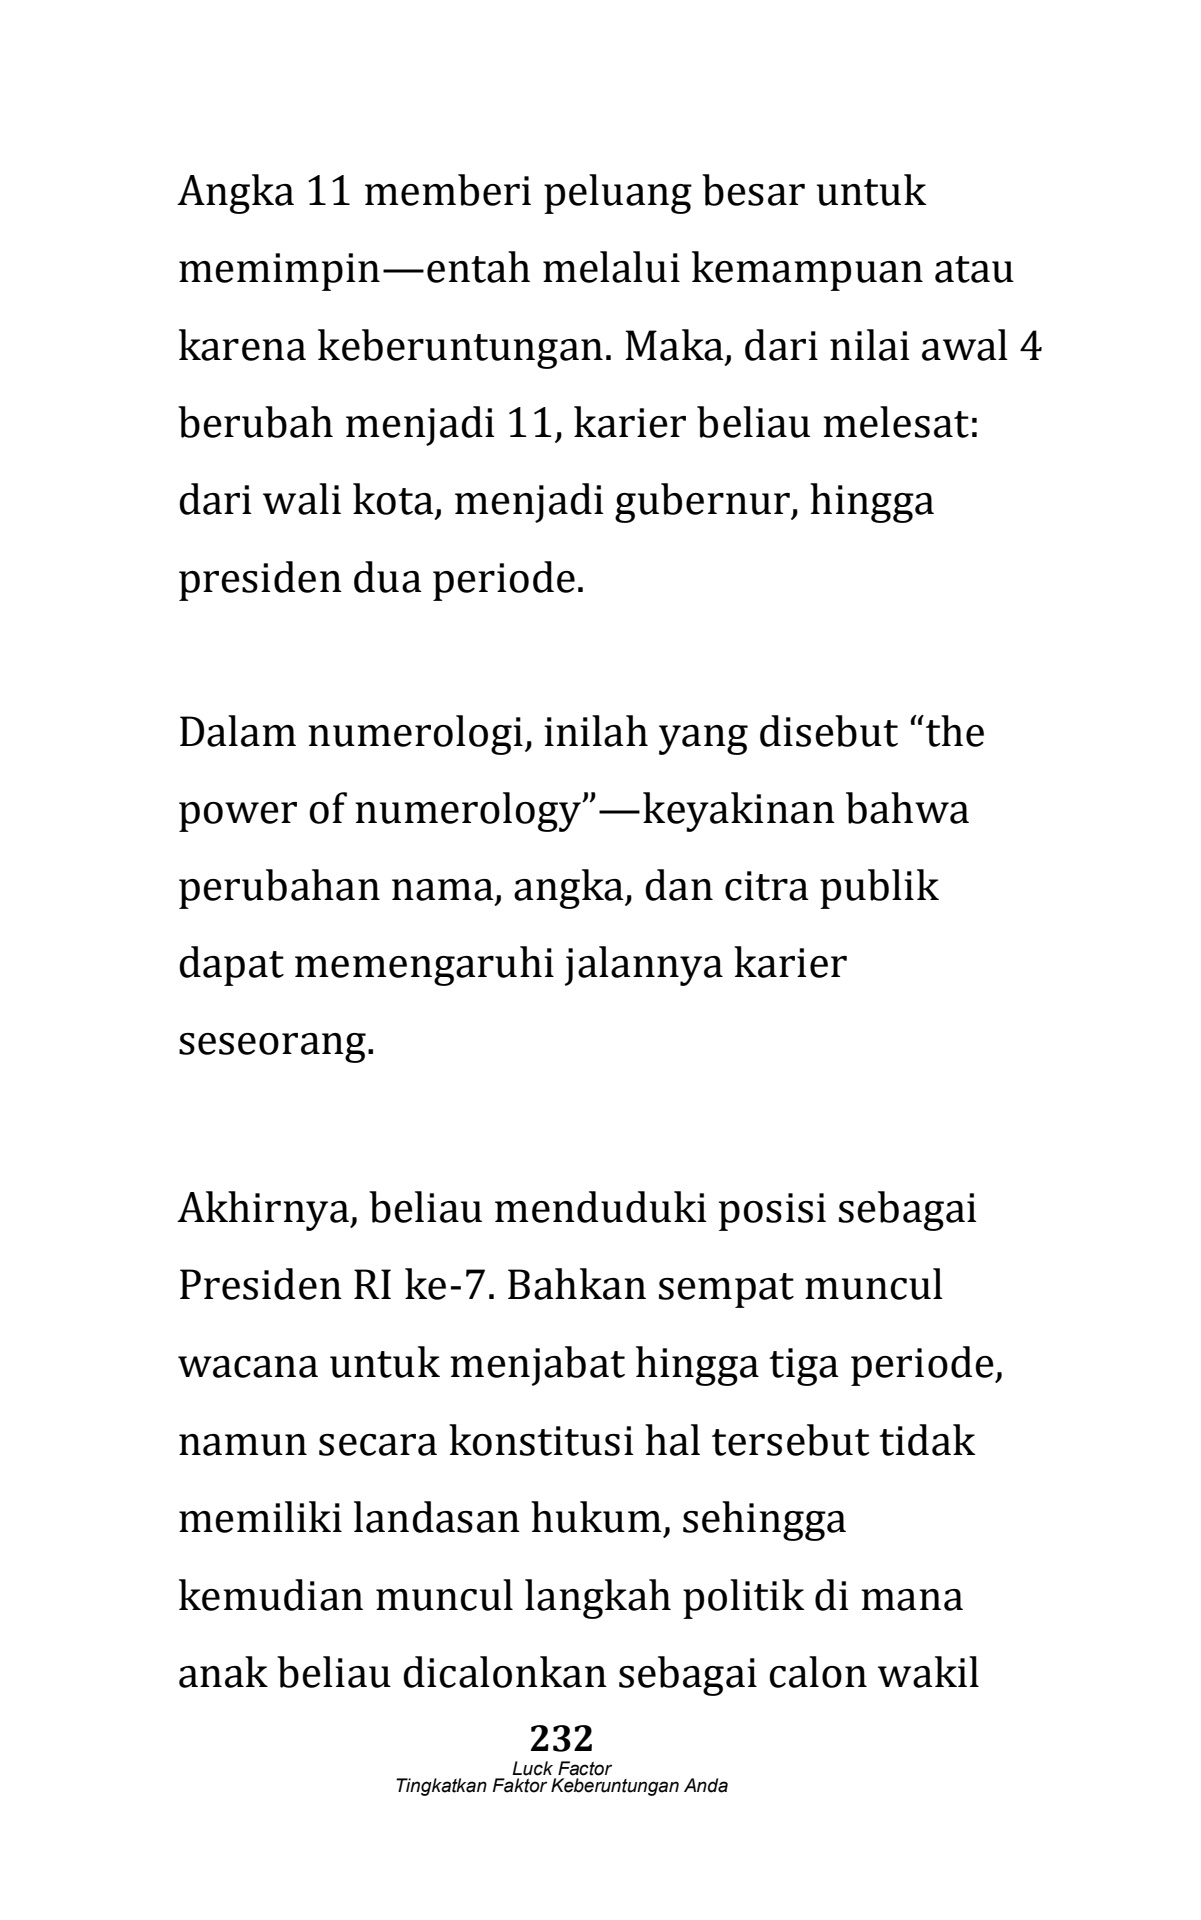 Angka 11 memberi peluang besar untuk
memimpin—entah melalui kemampuan atau
karena keberuntungan. Maka, dari nilai awal 4
berubah menjadi 11, karier beliau melesat:
dari wali kota, menjadi gubernur, hingga
presiden dua periode.
Dalam numerologi, inilah yang disebut “the
power of numerology”—keyakinan bahwa
perubahan nama, angka, dan citra publik
dapat memengaruhi jalannya karier
seseorang.
Akhirnya, beliau menduduki posisi sebagai
Presiden RI ke-7. Bahkan sempat muncul
wacana untuk menjabat hingga tiga periode,
namun secara konstitusi hal tersebut tidak
memiliki landasan hukum, sehingga
kemudian muncul langkah politik di mana
anak beliau dicalonkan sebagai calon wakil
232
Luck Factor
Tingkatkan Faktor Keberuntungan Anda